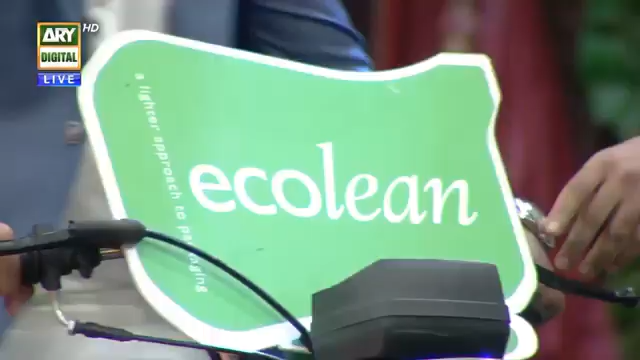 ARY HD
DIGITAL
LIVE
ecolean
a lighter approach to packaging